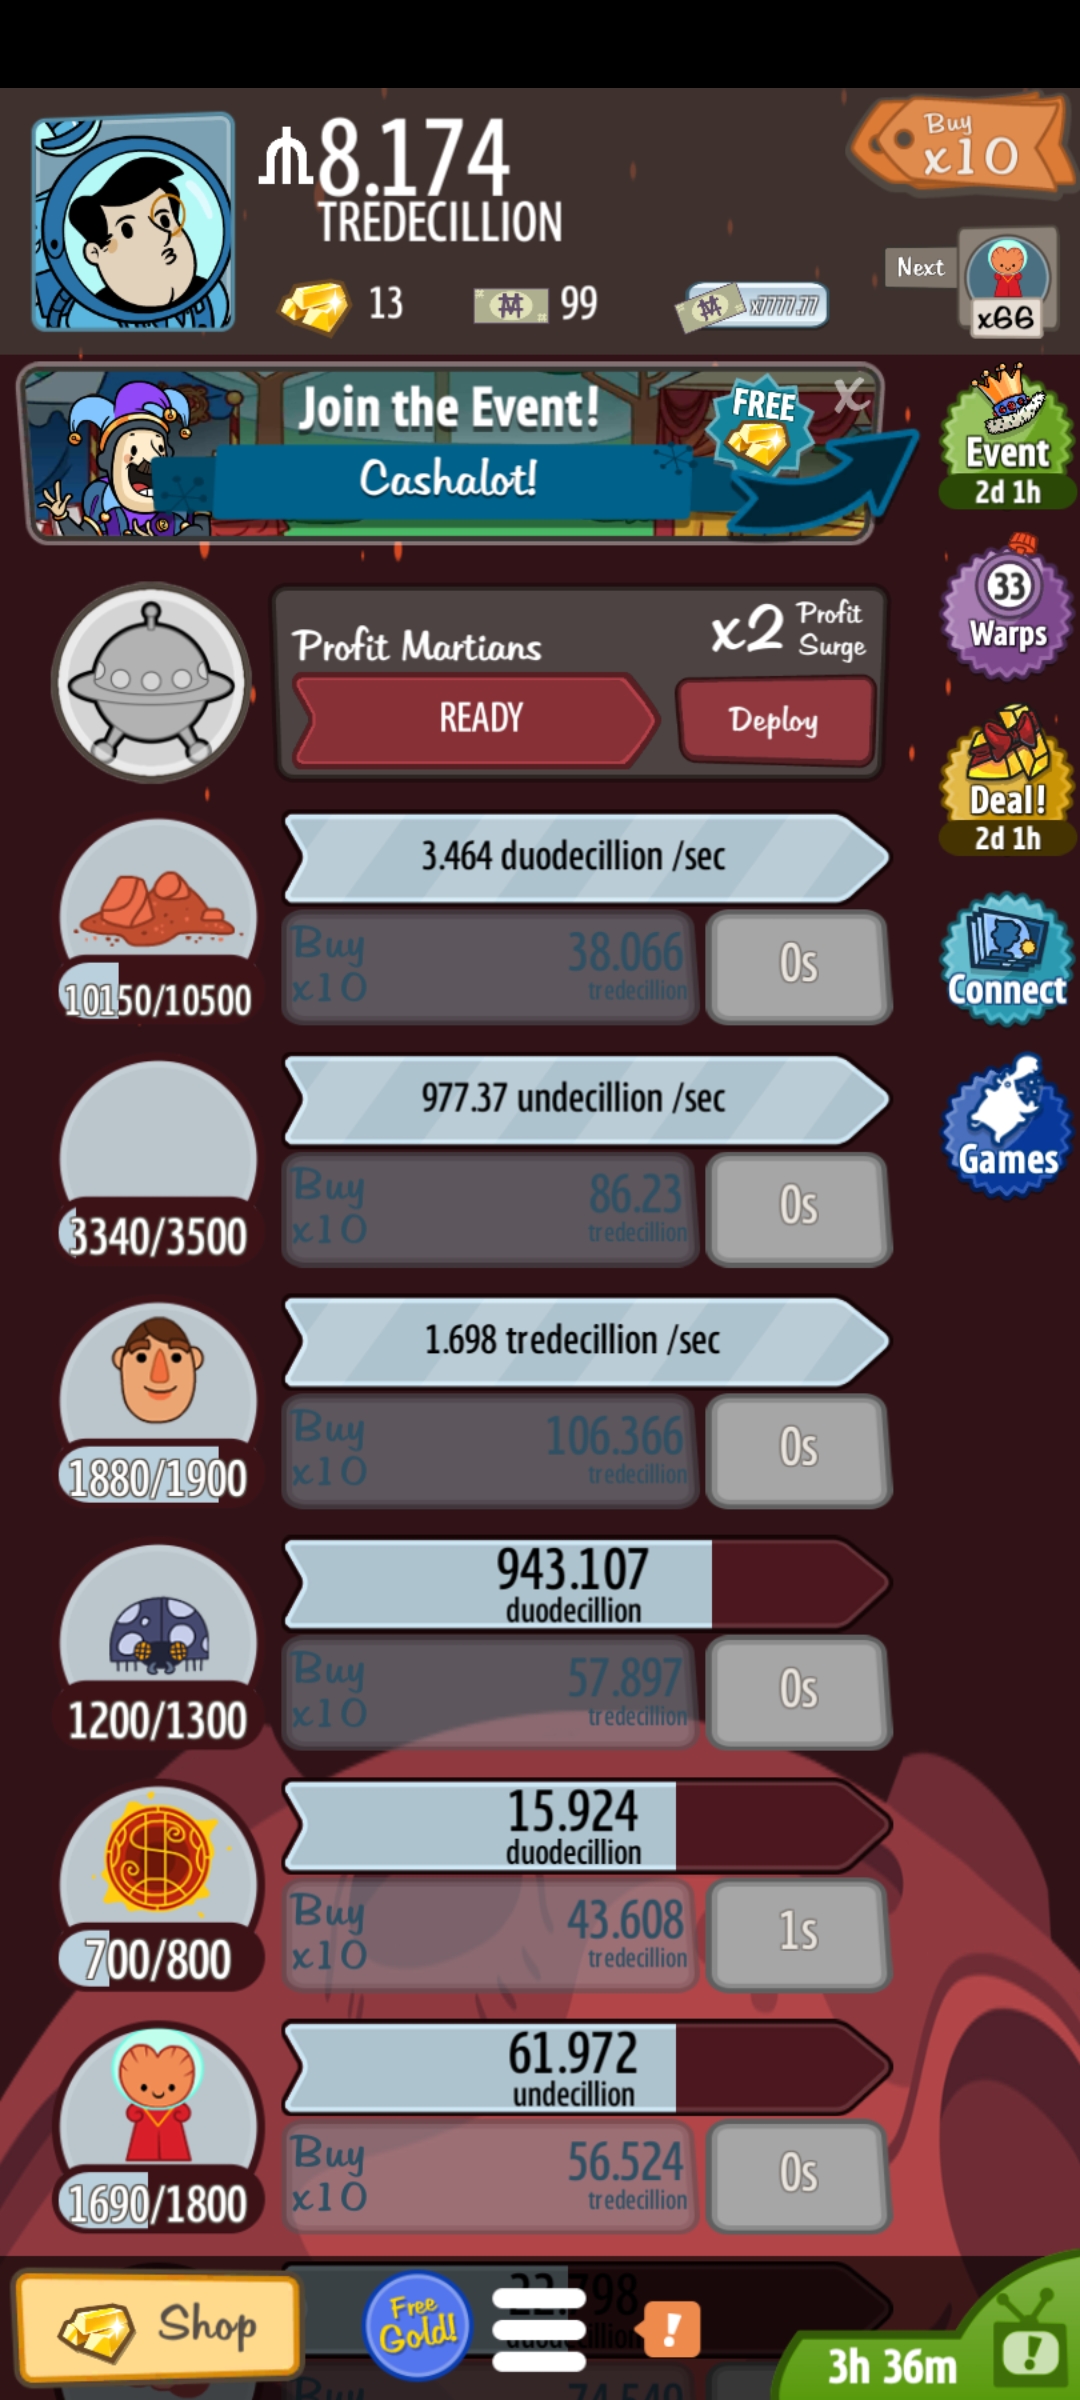 8.174
TREDECILLION
Buy
x10
13
99
x7777.77
Next
x66
Join the Event!
Cashalot!
FREE
X
Event
2d 1h
33
Warps
Profit Martians
x2 Profit
Surge
READY
Deploy
Deal!
2d 1h
3.464 duodecillion /sec
Buy
x10
38.066
tredecillion
0s
10150/10500
Connect
977.37 undecillion /sec
Buy
x10
86.23
tredecillion
0s
3340/3500
Games
1.698 tredecillion /sec
Buy
x10
106.366
tredecillion
0s
1880/1900
943.107
duodecillion
Buy
x10
57.897
tredecillion
0s
1200/1300
15.924
duodecillion
Buy
x10
43.608
tredecillion
1s
700/800
61.972
undecillion
Buy
x10
56.524
tredecillion
0s
1690/1800
Shop
Free
Gold!
!
3h 36m
!